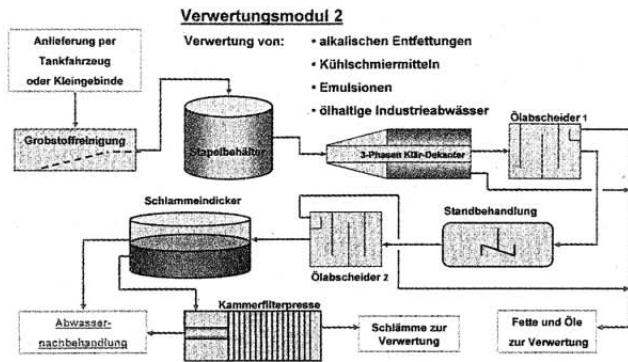 Verwertungsmodul 2
Anlieferung per
Tankfahrzeug
oder Kleingebinde
Verwertung von:
• alkalischen Entfettungen
• Kühlschmiermitteln
• Emulsionen
• ölhaltige Industrieabwässer
Grobstoffreinigung
Stapelbehälter
3-Phasen Klär-Dekanter
Ölabscheider 1
Schlammeindicker
Ölabscheider 2
Standbehandlung
Abwasser-
nachbehandlung
Kammerfilterpresse
Schlämme zur
Verwertung
Fette und Öle
zur Verwertung